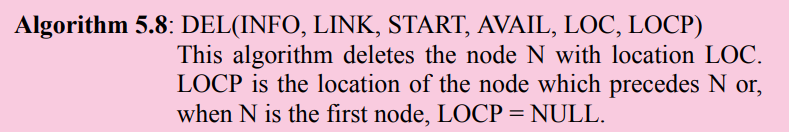 Algorithm 5.8: DEL(INFO, LINK, START, AVAIL, LOC, LOCP)
This algorithm deletes the node N with location LOC.
LOCP is the location of the node which precedes N or,
when N is the first node, LOCP = NULL.